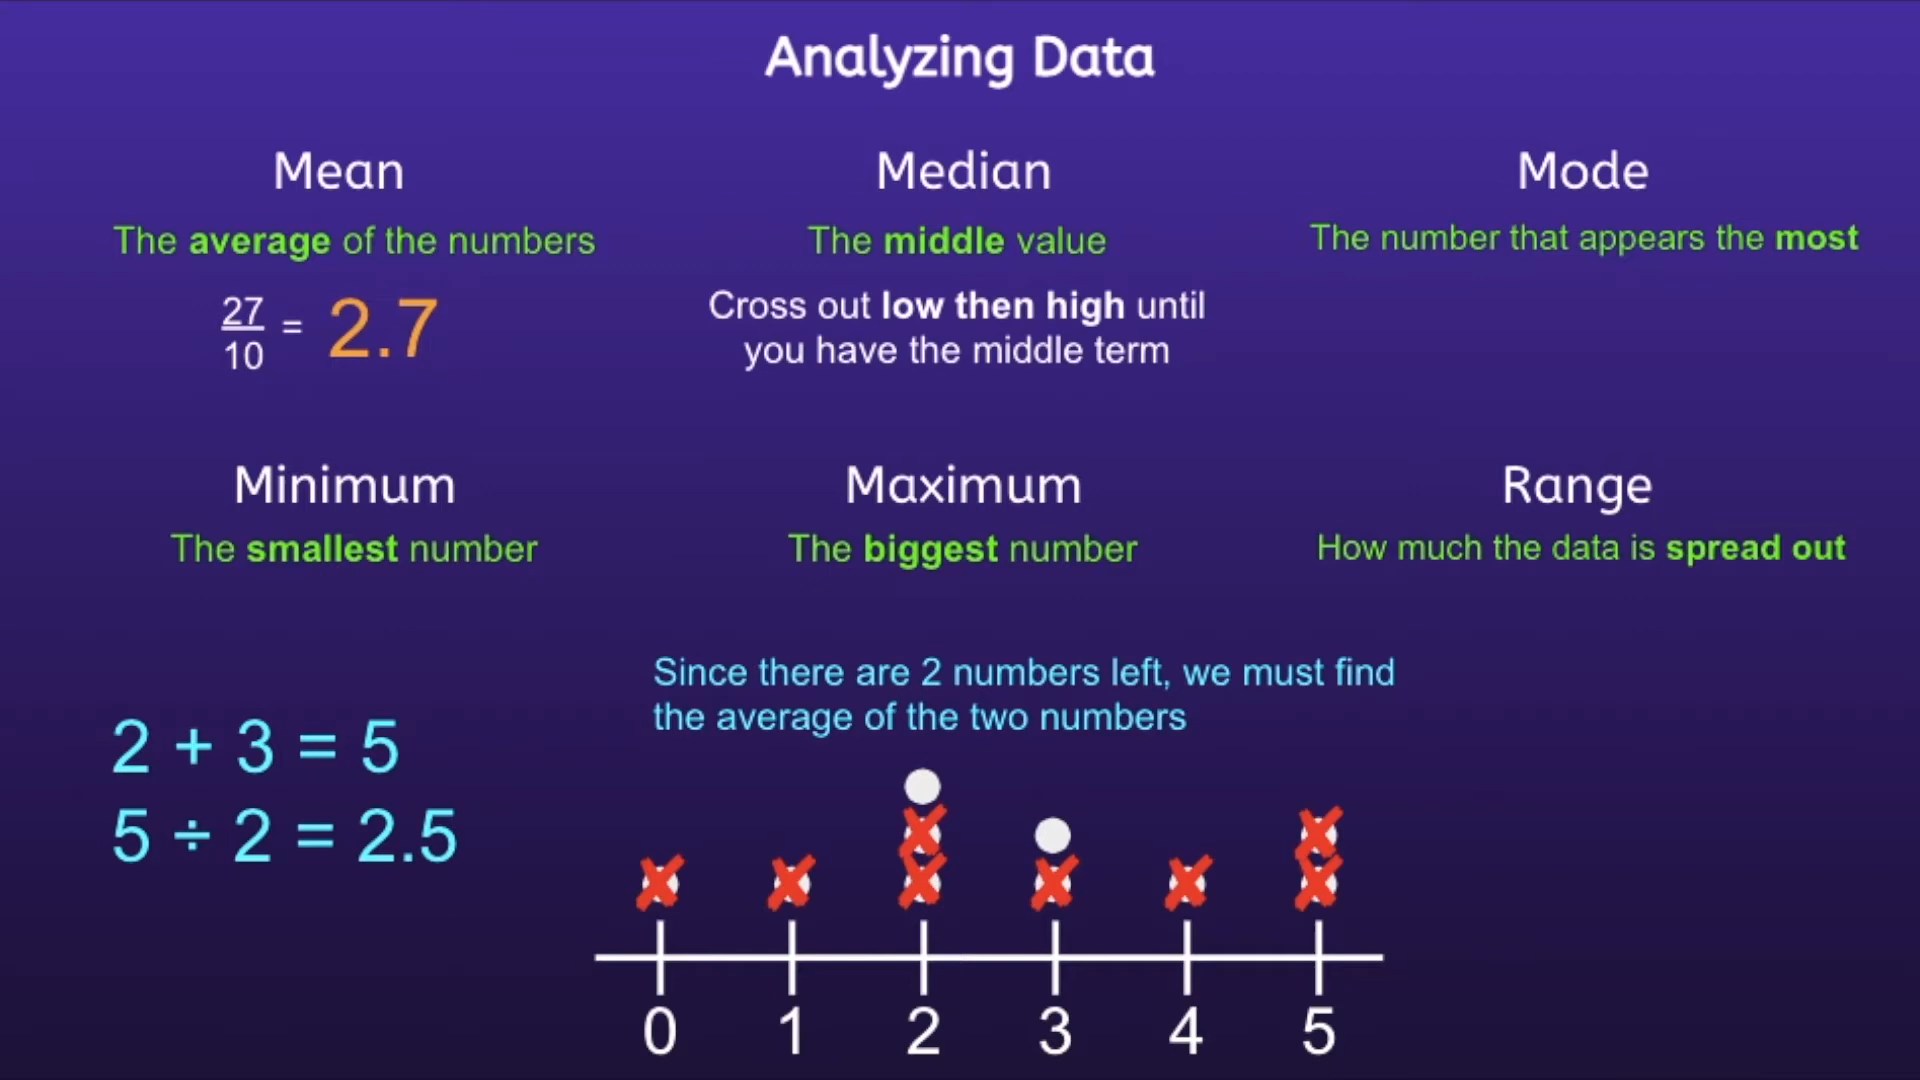 Analyzing Data
Mean
The average of the numbers
27
10
= 2.7
Median
The middle value
Cross out low then high until
you have the middle term
Mode
The number that appears the most
Minimum
The smallest number
Maximum
The biggest number
Range
How much the data is spread out
2 + 3 = 5
5 ÷ 2 = 2.5
Since there are 2 numbers left, we must find
the average of the two numbers
0 1 2 3 4 5